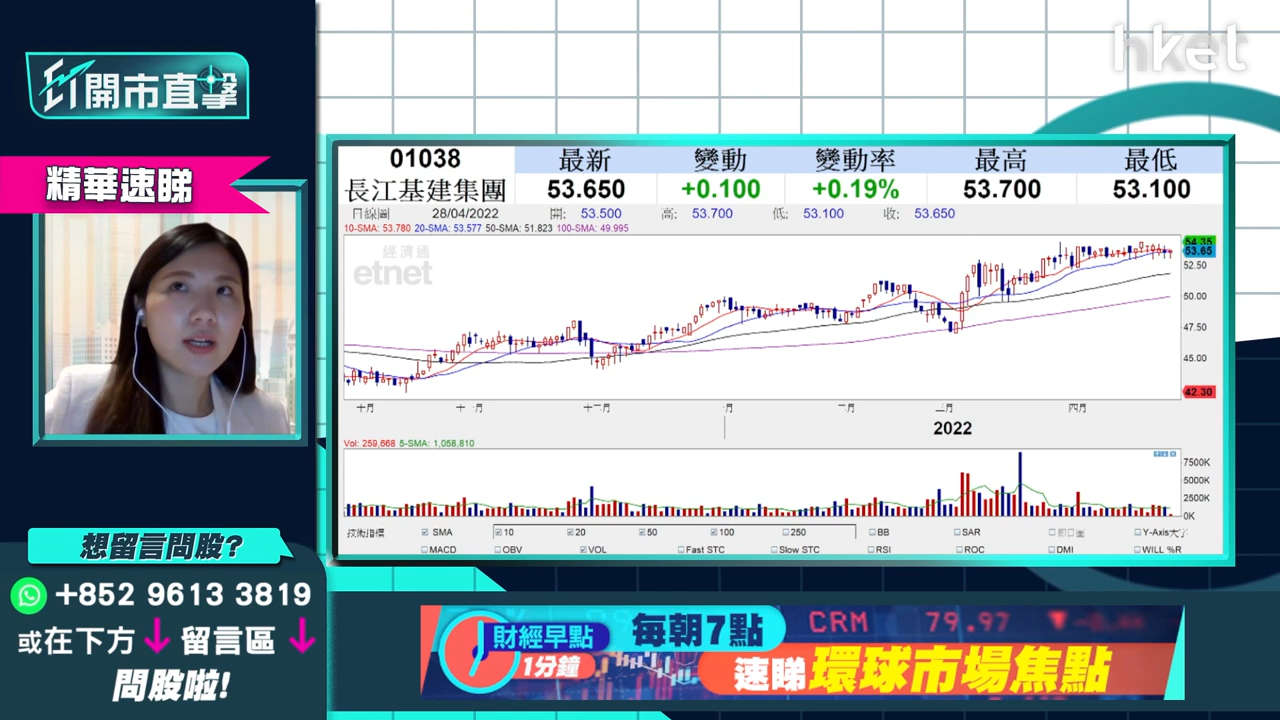 hket
ET開市直擊
精華速睇
01038
長江基建集團
最新 變動 變動率 最高 最低
53.650 +0.100 +0.19% 53.700 53.100
日線圖 28/04/2022 開: 53.500 高: 53.700 低: 53.100 收: 53.650
10-SMA: 53.780 20-SMA: 53.577 50-SMA: 51.823 100-SMA: 49.995
經濟通
etnet
54.35
53.65
52.50
50.00
47.50
45.00
42.30
十月 十一月 十二月 一月 二月 三月 四月
2022
Vol: 259,668 5-SMA: 1,058,810
7500K
5000K
2500K
0K
技術指標 SMA 10 20 50 100 250 BB SAR Y-Axis大字
MACD OBV VOL Fast STC Slow STC RSI ROC DMI WILL %R
想留言問股?
+852 9613 3819
或在下方 留言區
問股啦!
財經早點
1分鐘
每朝7點
速睇環球市場焦點
CRM 79.97